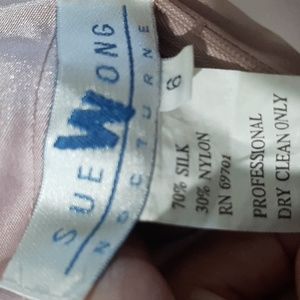 SUE WONG
NOCTURNE
6
70% SILK
30% NYLON
RN 69701
PROFESSIONAL
DRY CLEAN ONLY